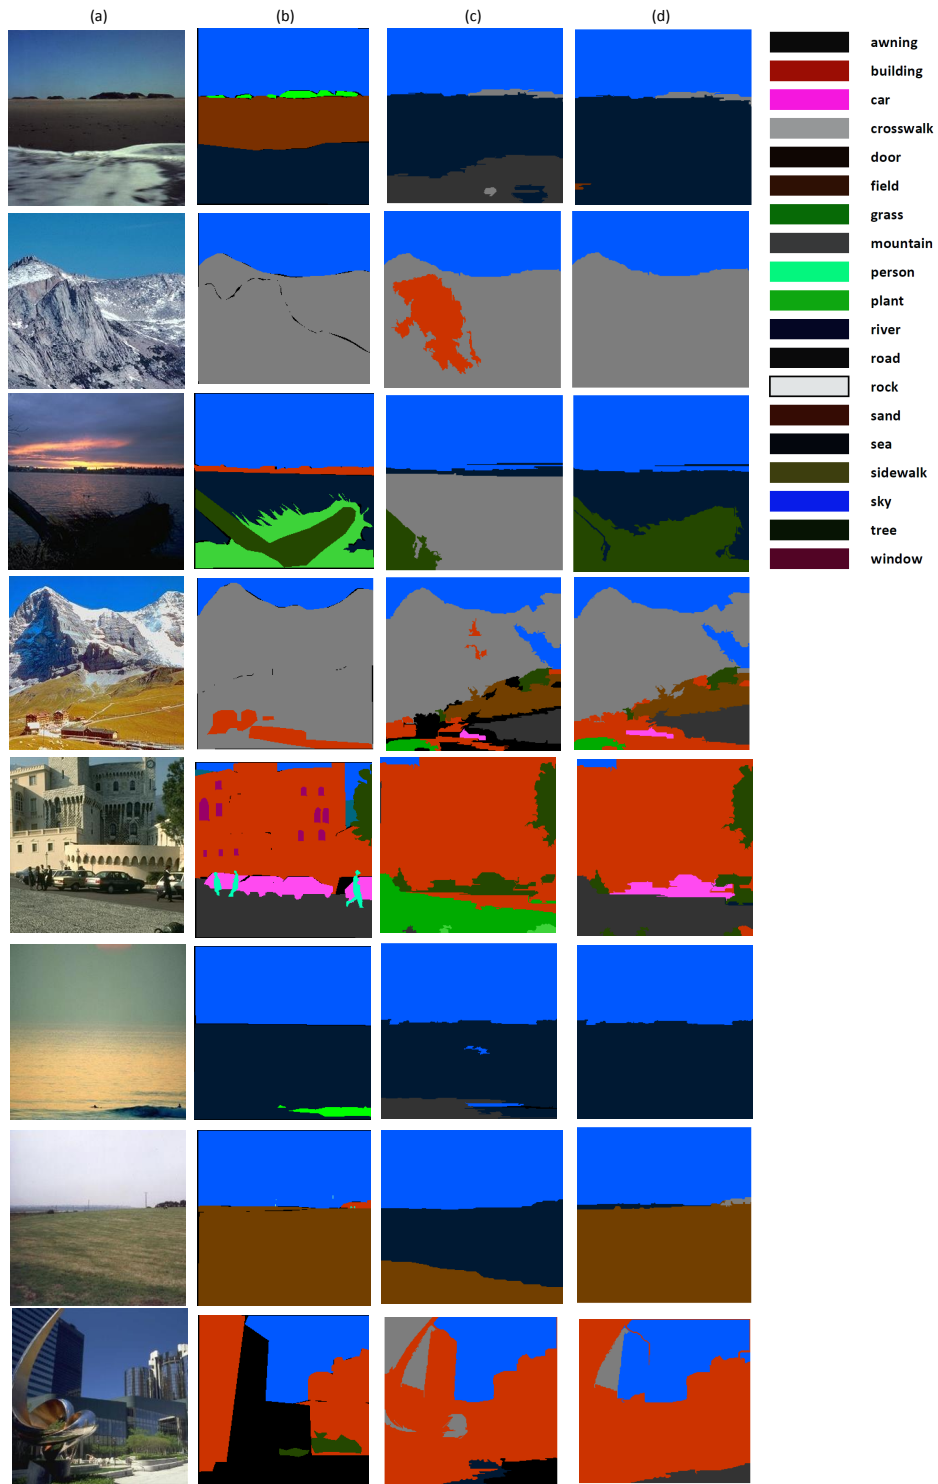 (a) (b) (c) (d)
awning
building
car
crosswalk
door
field
grass
mountain
person
plant
river
road
rock
sand
sea
sidewalk
sky
tree
window